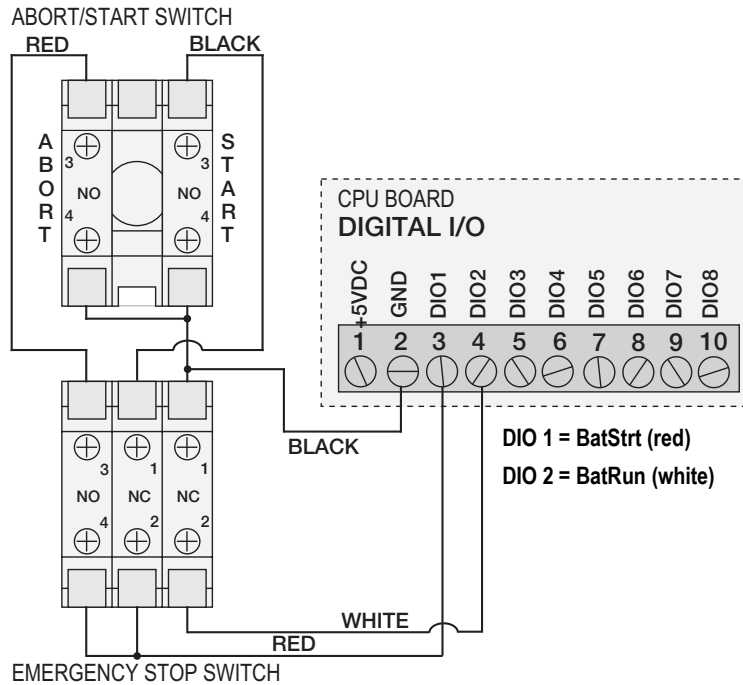 ABORT/START SWITCH
RED
BLACK
ABORT
START
3
3
NO
NO
4
4
CPU BOARD
DIGITAL I/O
+5VDC GND DIO1 DIO2 DIO3 DIO4 DIO5 DIO6 DIO7 DIO8
1 2 3 4 5 6 7 8 9 10
BLACK
DIO 1 = BatStrt (red)
DIO 2 = BatRun (white)
3 1 1
NO NC NC
4 2 2
WHITE
RED
EMERGENCY STOP SWITCH